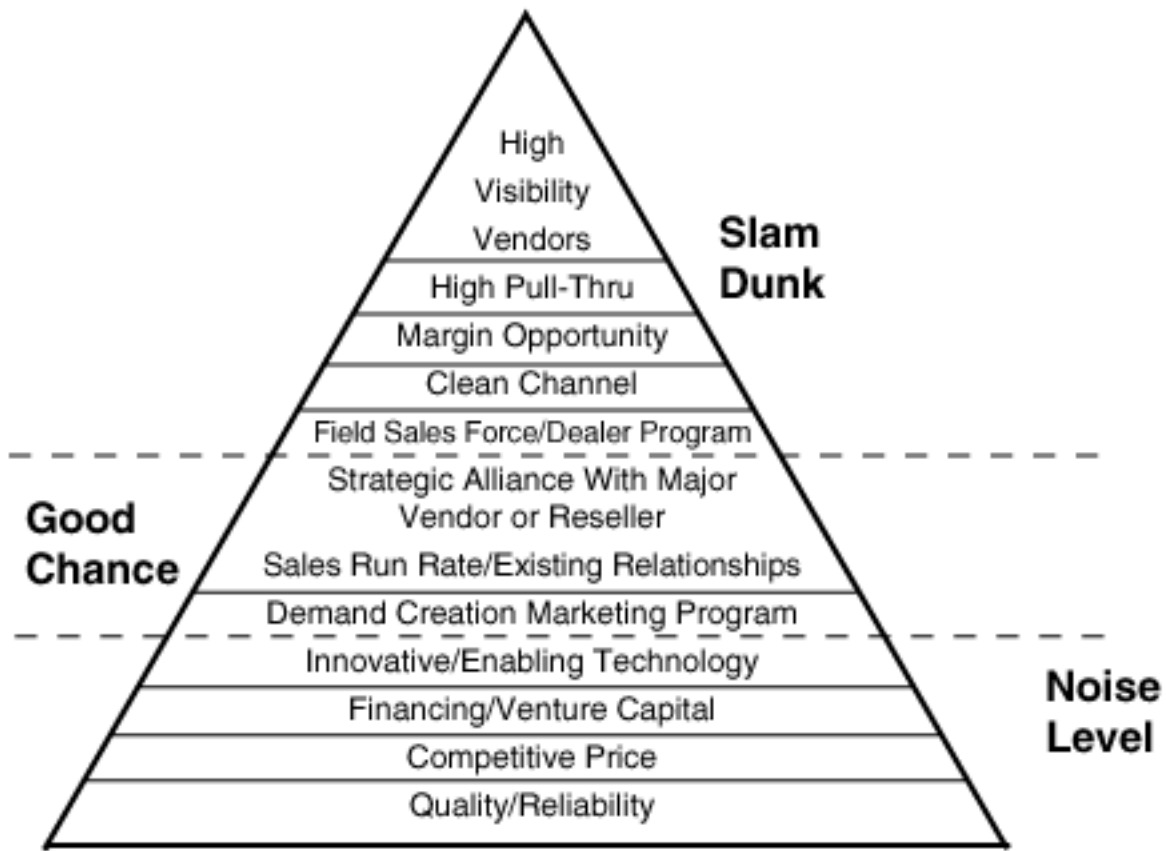 High
Visibility
Vendors
Slam
Dunk
High Pull-Thru
Margin Opportunity
Clean Channel
Field Sales Force/Dealer Program
Strategic Alliance With Major
Vendor or Reseller
Good
Chance
Sales Run Rate/Existing Relationships
Demand Creation Marketing Program
Innovative/Enabling Technology
Noise
Level
Financing/Venture Capital
Competitive Price
Quality/Reliability